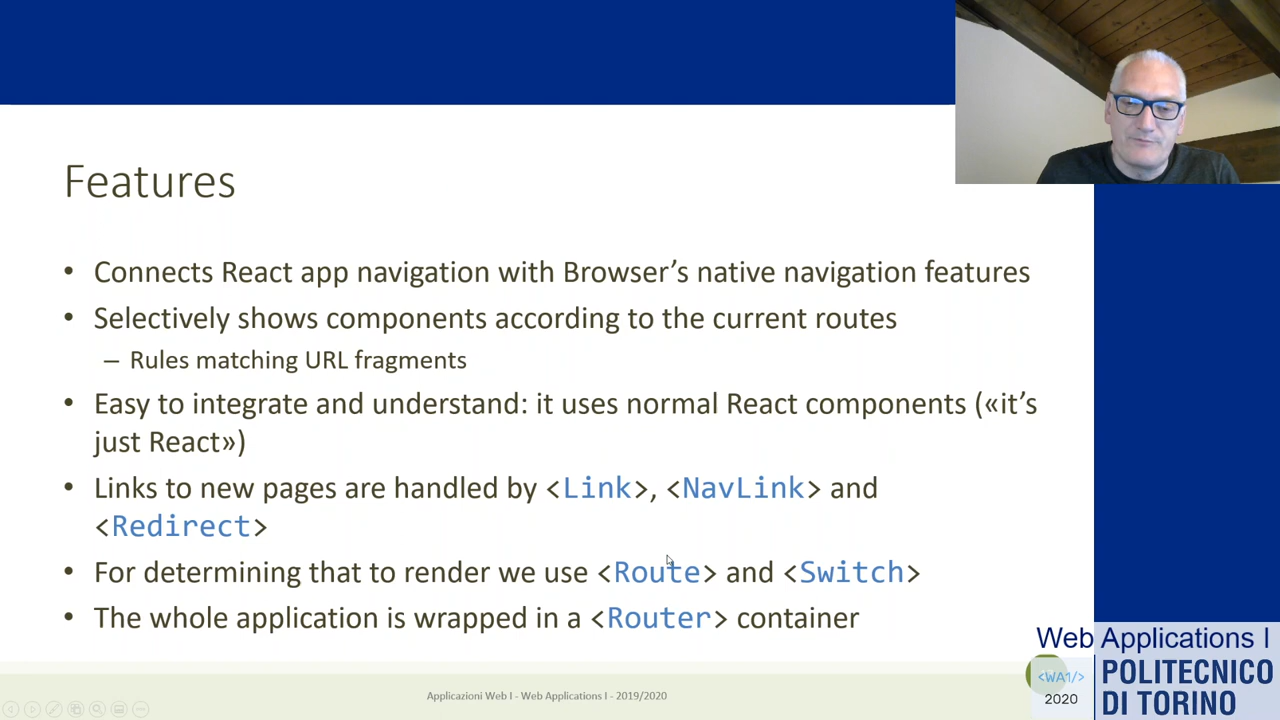 Features
• Connects React app navigation with Browser’s native navigation features
• Selectively shows components according to the current routes
– Rules matching URL fragments
• Easy to integrate and understand: it uses normal React components («it’s
just React»)
• Links to new pages are handled by <Link>, <NavLink> and
<Redirect>
• For determining that to render we use <Route> and <Switch>
• The whole application is wrapped in a <Router> container
Applicazioni Web I - Web Applications I - 2019/2020
Web Applications I
<WA1/>
2020
POLITECNICO
DI TORINO